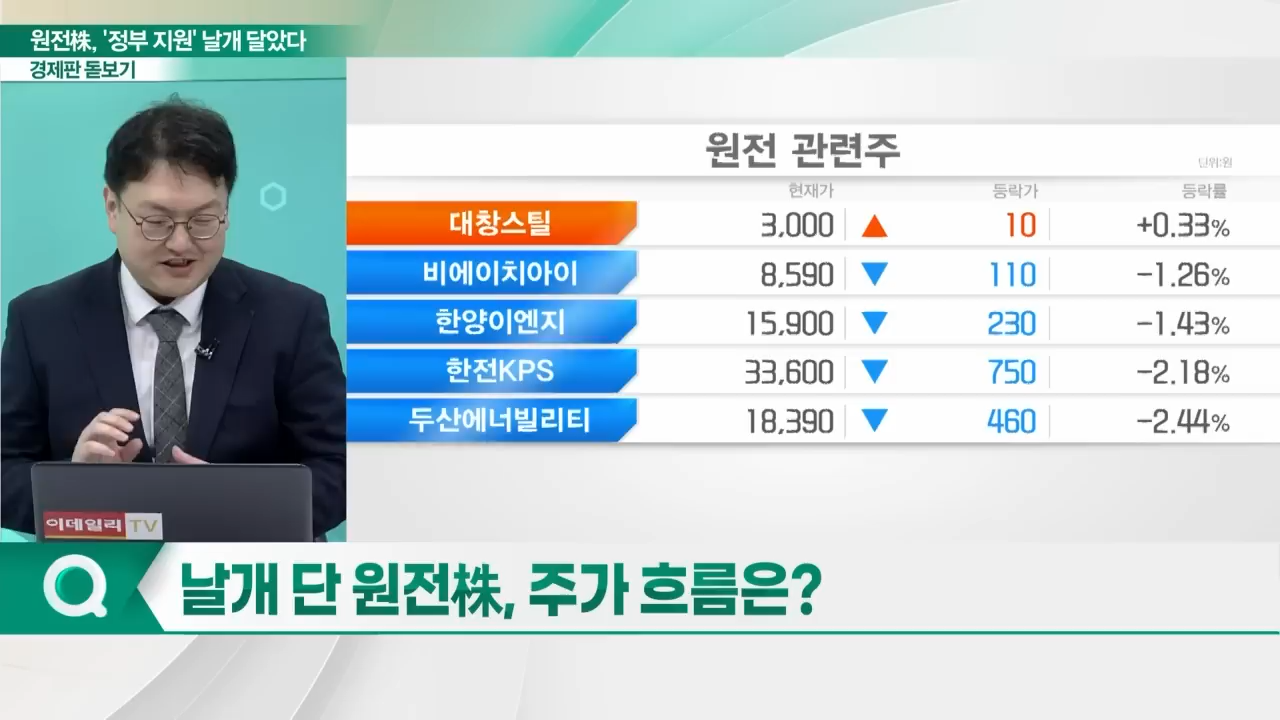 원전株, '정부 지원' 날개 달았다
경제판 돋보기
원전 관련주
단위:원
현재가 등락가 등락률
대창스틸 3,000 ▲ 10 +0.33%
비에이치아이 8,590 ▼ 110 -1.26%
한양이엔지 15,900 ▼ 230 -1.43%
한전KPS 33,600 ▼ 750 -2.18%
두산에너빌리티 18,390 ▼ 460 -2.44%
이데일리TV
날개 단 원전株, 주가 흐름은?